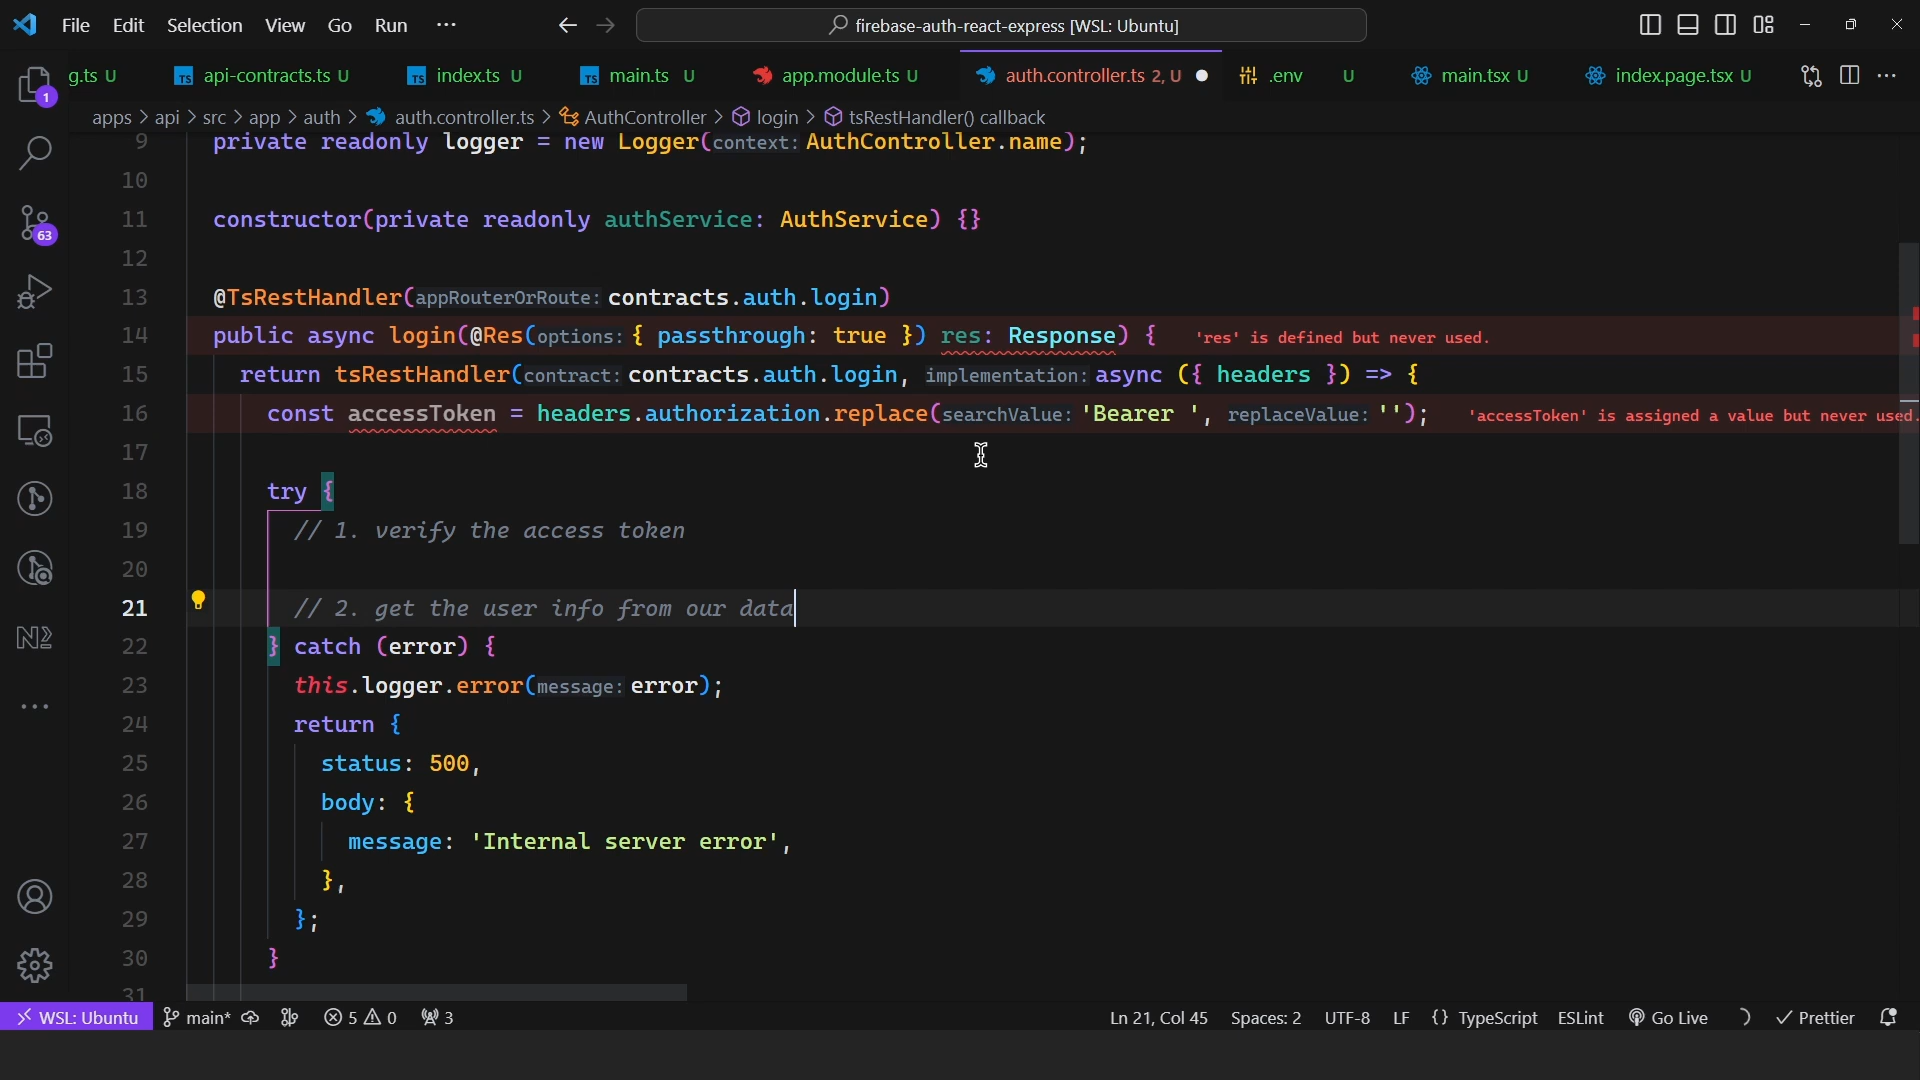 File Edit Selection View Go Run ··· firebase-auth-react-express [WSL: Ubuntu]
g.ts U TS api-contracts.ts U TS index.ts U TS main.ts U app.module.ts U auth.controller.ts 2, U .env U main.tsx U index.page.tsx U
apps > api > src > app > auth > auth.controller.ts > AuthController > login > tsRestHandler() callback
9 private readonly logger = new Logger(context: AuthController.name);
10
11 constructor(private readonly authService: AuthService) {}
12
13 @TsRestHandler(appRouterOrRoute: contracts.auth.login)
14 public async login(@Res(options: { passthrough: true }) res: Response) { 'res' is defined but never used.
15 return tsRestHandler(contract: contracts.auth.login, implementation: async ({ headers }) => {
16 const accessToken = headers.authorization.replace(searchValue: 'Bearer ', replaceValue: ''); 'accessToken' is assigned a value but never used.
17
18 try {
19 // 1. verify the access token
20
21 // 2. get the user info from our data
22 } catch (error) {
23 this.logger.error(message: error);
24 return {
25 status: 500,
26 body: {
27 message: 'Internal server error',
28 },
29 };
30 }
31
1
63
WSL: Ubuntu main* 5 0 3 Ln 21, Col 45 Spaces: 2 UTF-8 LF {} TypeScript ESLint Go Live Prettier